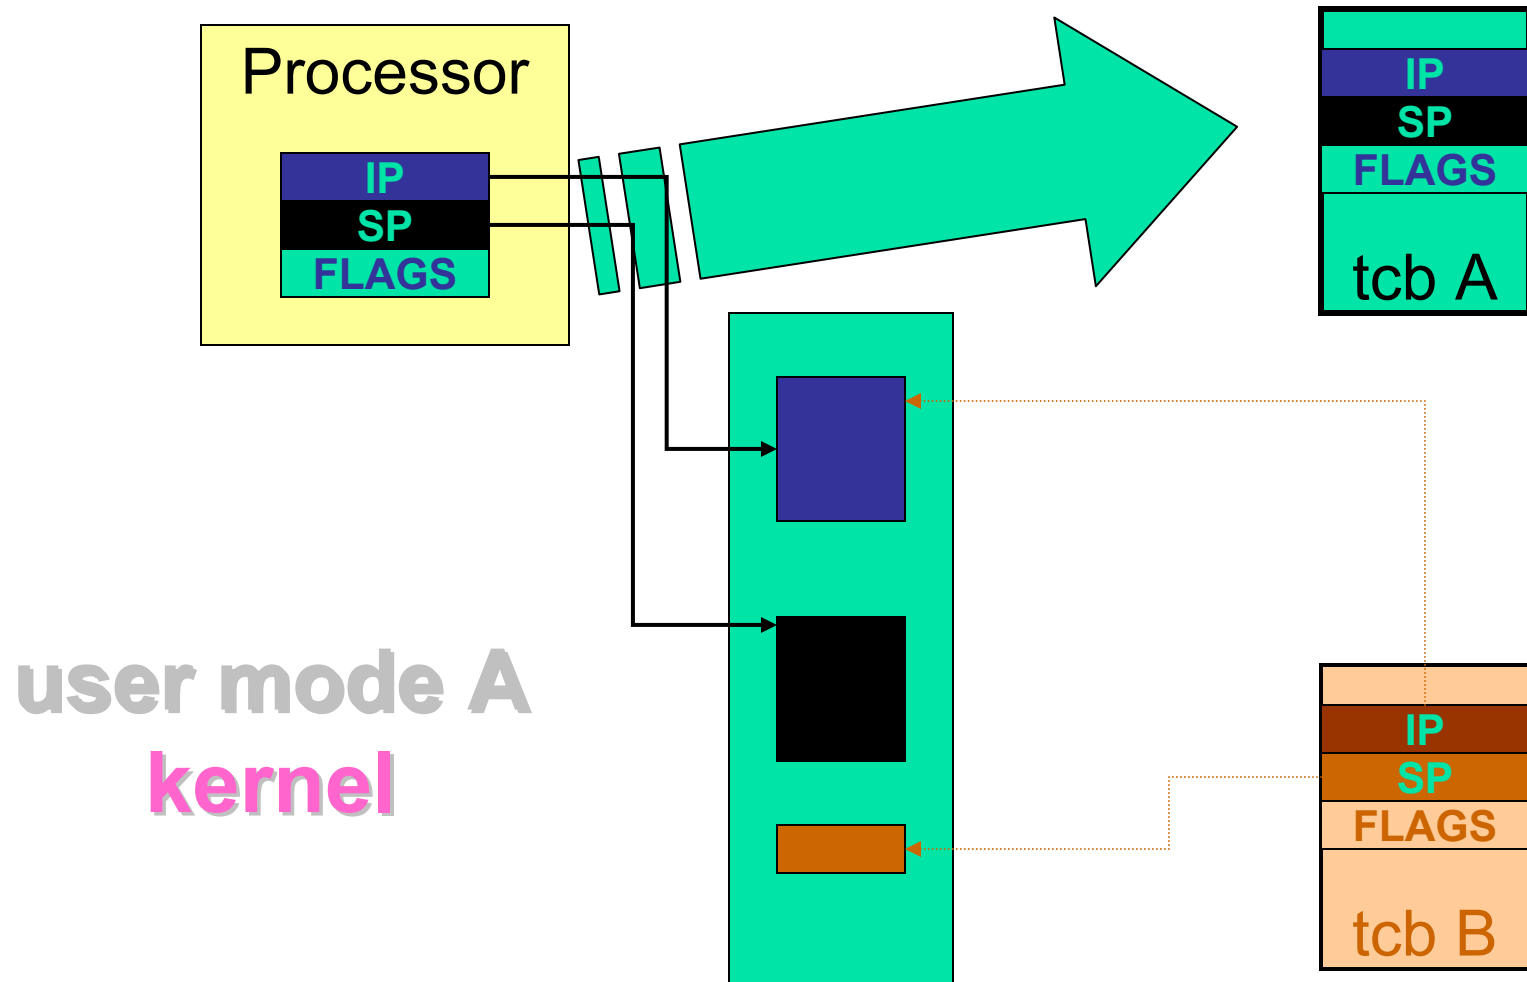 Processor
IP
SP
FLAGS
IP
SP
FLAGS
tcb A
user mode A
kernel
IP
SP
FLAGS
tcb B